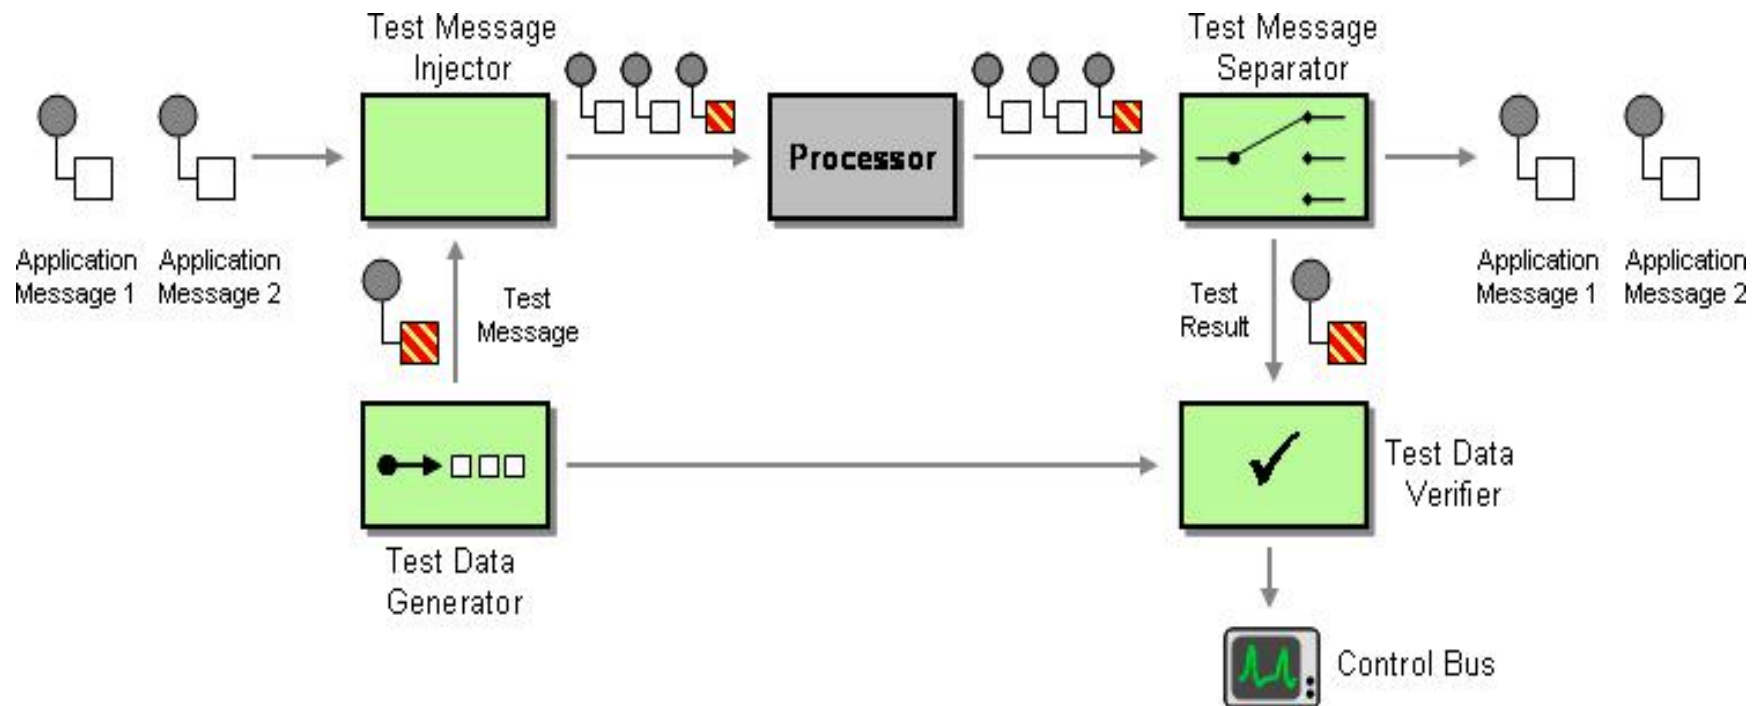 Test Message
Injector
Test Message
Separator
Processor
Application
Message 1
Application
Message 2
Test
Message
Test
Result
Application
Message 1
Application
Message 2
Test Data
Generator
Test Data
Verifier
Control Bus